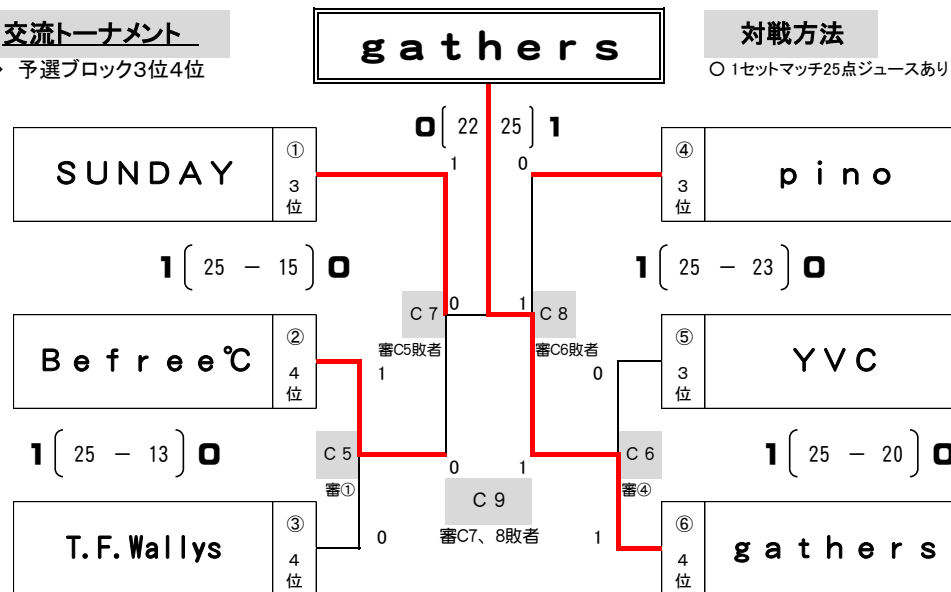 交流トーナメント
予選ブロック3位4位
gathers
対戦方法
○ 1セットマッチ25点ジュースあり
0 ( 22 25 ) 1
1 0
SUNDAY
①
3
位
④
3
位
pino
1 ( 25 － 15 ) 0
1 ( 25 － 23 ) 0
C7
0 1
C8
審C5敗者
審C6敗者
Befree℃
②
4
位
1
0
⑤
3
位
YVC
1 ( 25 － 13 ) 0
1 ( 25 － 20 ) 0
C5
審①
0 1
C6
審④
C9
審C7、8敗者
T.F.Wallys
③
4
位
0
1
⑥
4
位
gathers